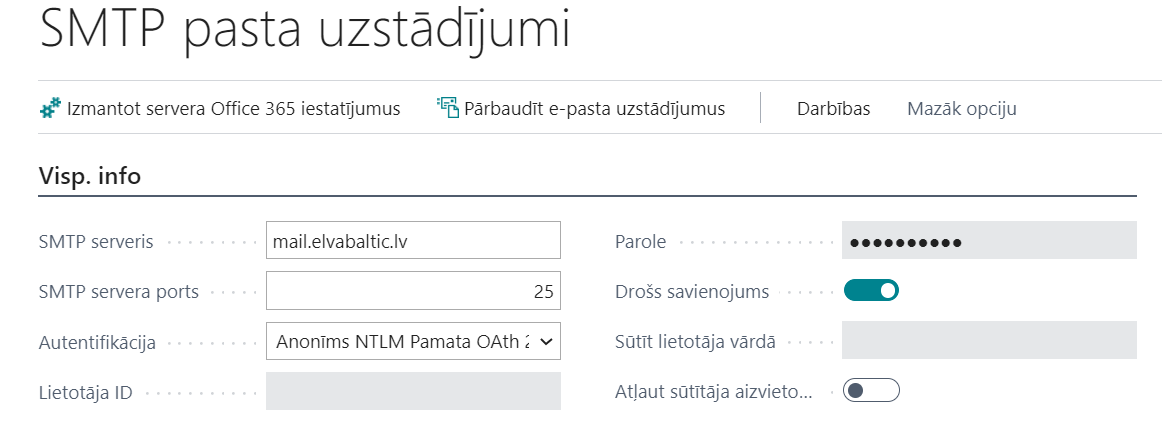 SMTP pasta uzstādījumi
Izmantot servera Office 365 iestatījumus Pārbaudīt e-pasta uzstādījumus Darbības Mazāk opciju
Visp. info
SMTP serveris mail.elvabaltic.lv Parole ●●●●●●●●●●
SMTP servera ports 25 Drošs savienojums
Autentifikācija Anonīms NTLM Pamata OAth Sūtīt lietotāja vārdā
Lietotāja ID Atļaut sūtītāja aizvieto...